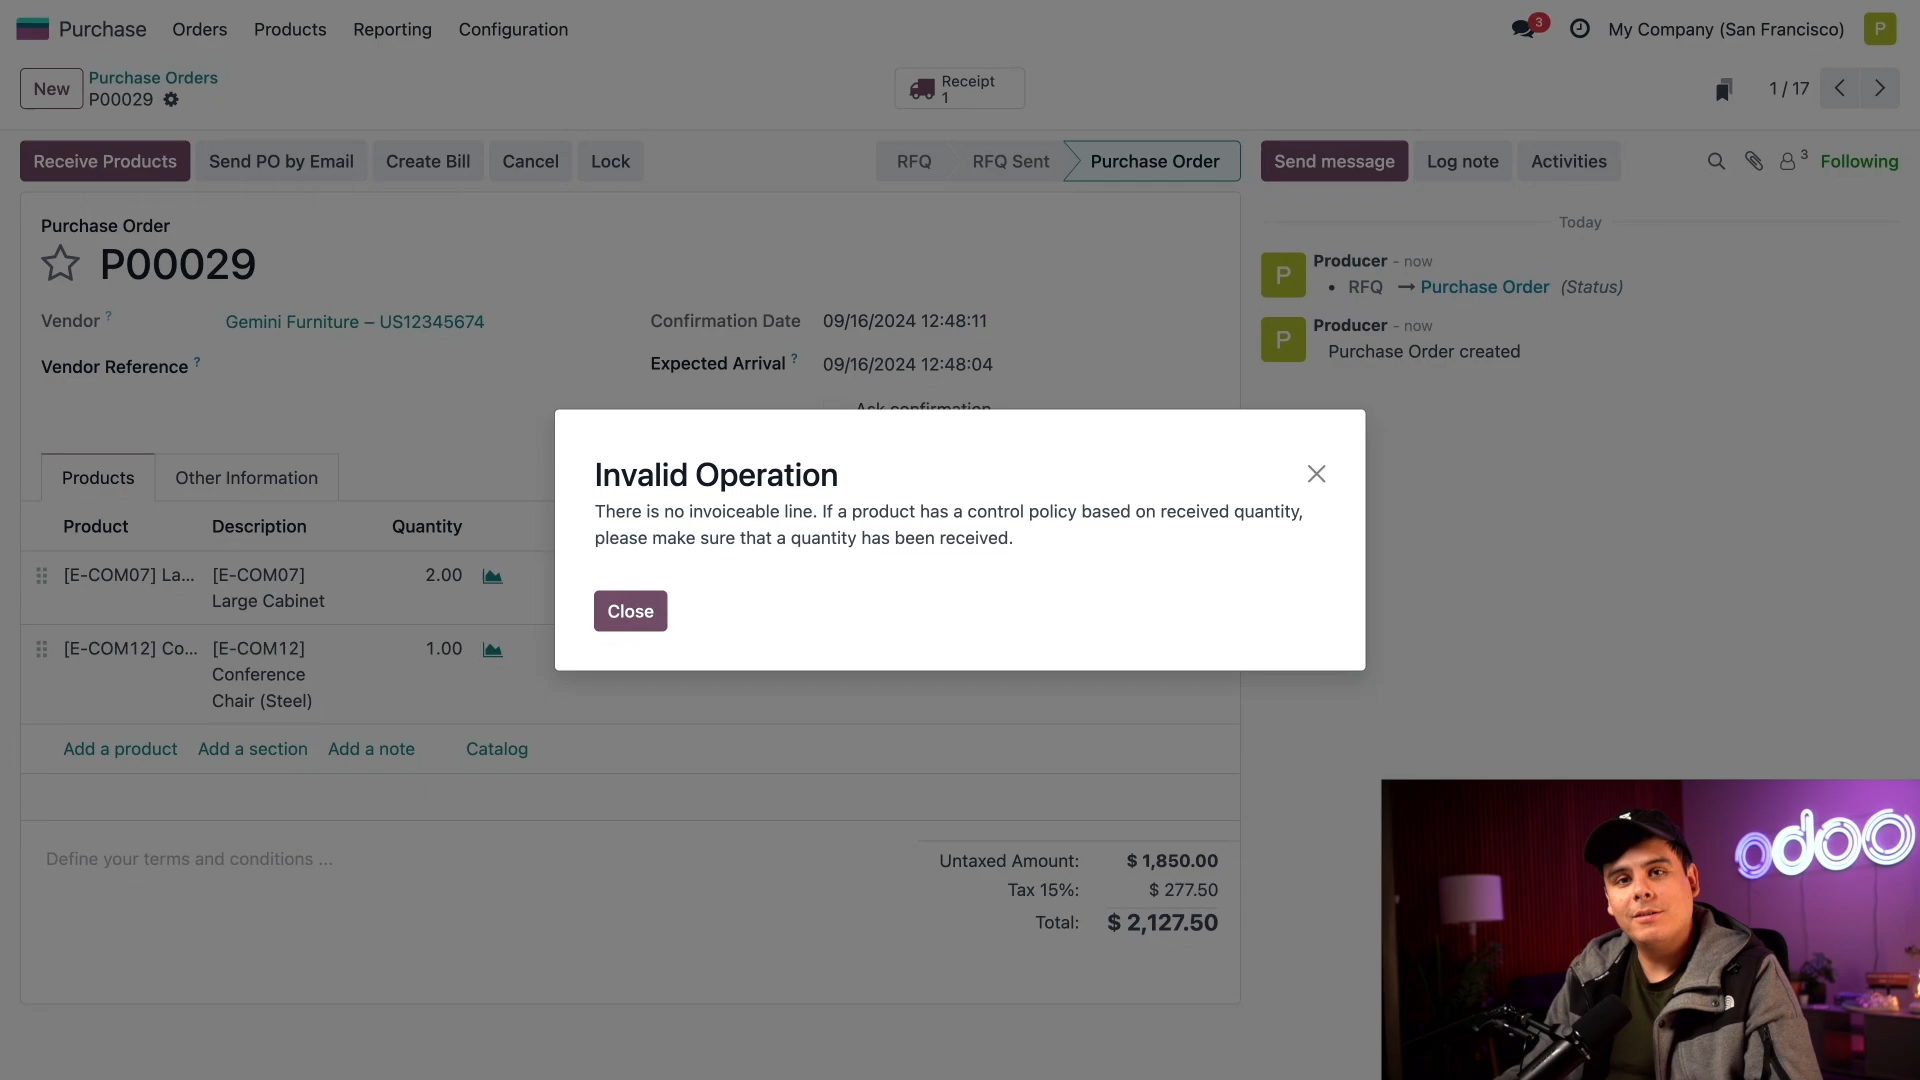 Purchase Orders Products Reporting Configuration
3 My Company (San Francisco) P
New Purchase Orders
P00029
Receipt
1
1 / 17
Receive Products Send PO by Email Create Bill Cancel Lock
RFQ RFQ Sent Purchase Order
Send message Log note Activities 3 Following
Purchase Order
P00029
Vendor ? Gemini Furniture – US12345674
Vendor Reference ?
Confirmation Date 09/16/2024 12:48:11
Expected Arrival ? 09/16/2024 12:48:04
Ask confirmation
Today
P Producer - now
• RFQ → Purchase Order (Status)
P Producer - now
Purchase Order created
Invalid Operation
There is no invoiceable line. If a product has a control policy based on received quantity,
please make sure that a quantity has been received.
Close
Products Other Information
Product Description Quantity
[E-COM07] La... [E-COM07] 2.00
Large Cabinet
[E-COM12] Co... [E-COM12] 1.00
Conference
Chair (Steel)
Add a product Add a section Add a note Catalog
Define your terms and conditions ...
Untaxed Amount: $ 1,850.00
Tax 15%: $ 277.50
Total: $ 2,127.50
odoo